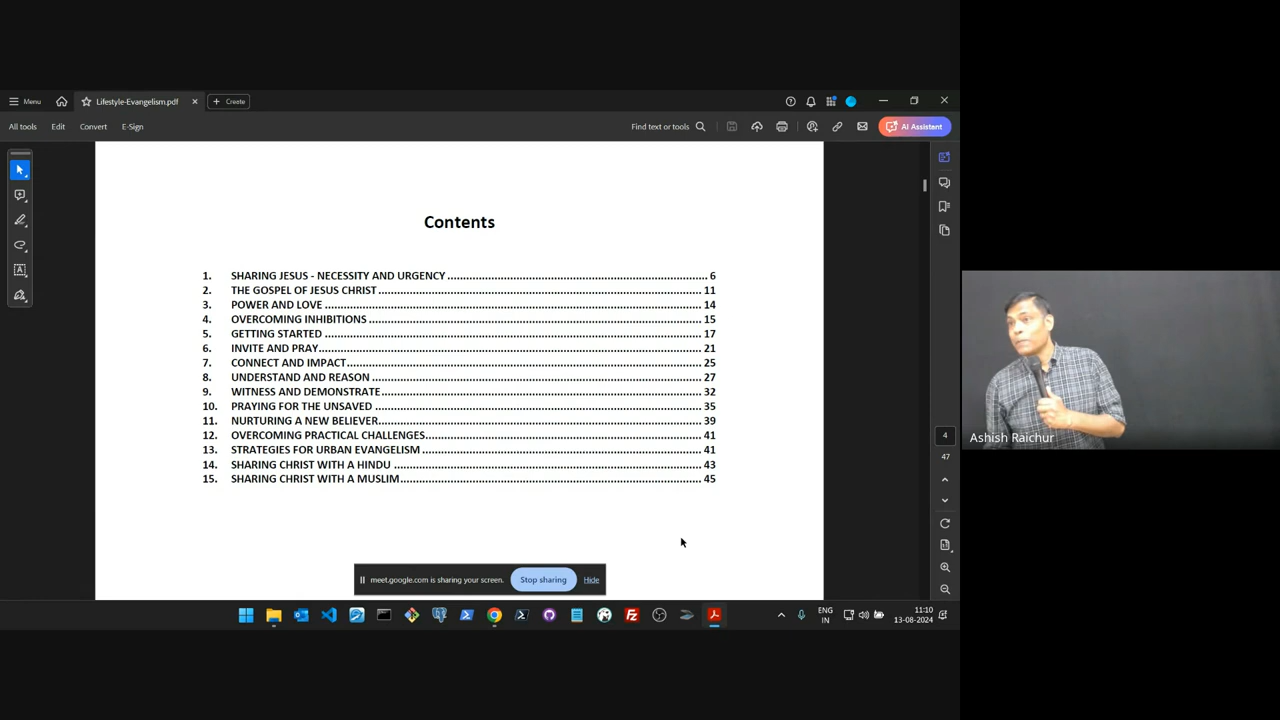 Menu
Lifestyle-Evangelism.pdf
Create
All tools Edit Convert E-Sign
Find text or tools
AI Assistant
Contents
1. SHARING JESUS - NECESSITY AND URGENCY ........ 6
2. THE GOSPEL OF JESUS CHRIST ........ 11
3. POWER AND LOVE ........ 14
4. OVERCOMING INHIBITIONS ........ 15
5. GETTING STARTED ........ 17
6. INVITE AND PRAY ........ 21
7. CONNECT AND IMPACT ........ 25
8. UNDERSTAND AND REASON ........ 27
9. WITNESS AND DEMONSTRATE ........ 32
10. PRAYING FOR THE UNSAVED ........ 35
11. NURTURING A NEW BELIEVER ........ 39
12. OVERCOMING PRACTICAL CHALLENGES ........ 41
13. STRATEGIES FOR URBAN EVANGELISM ........ 41
14. SHARING CHRIST WITH A HINDU ........ 43
15. SHARING CHRIST WITH A MUSLIM ........ 45
4
47
Ashish Raichur
meet.google.com is sharing your screen. Stop sharing Hide
ENG
IN
11:10
13-08-2024